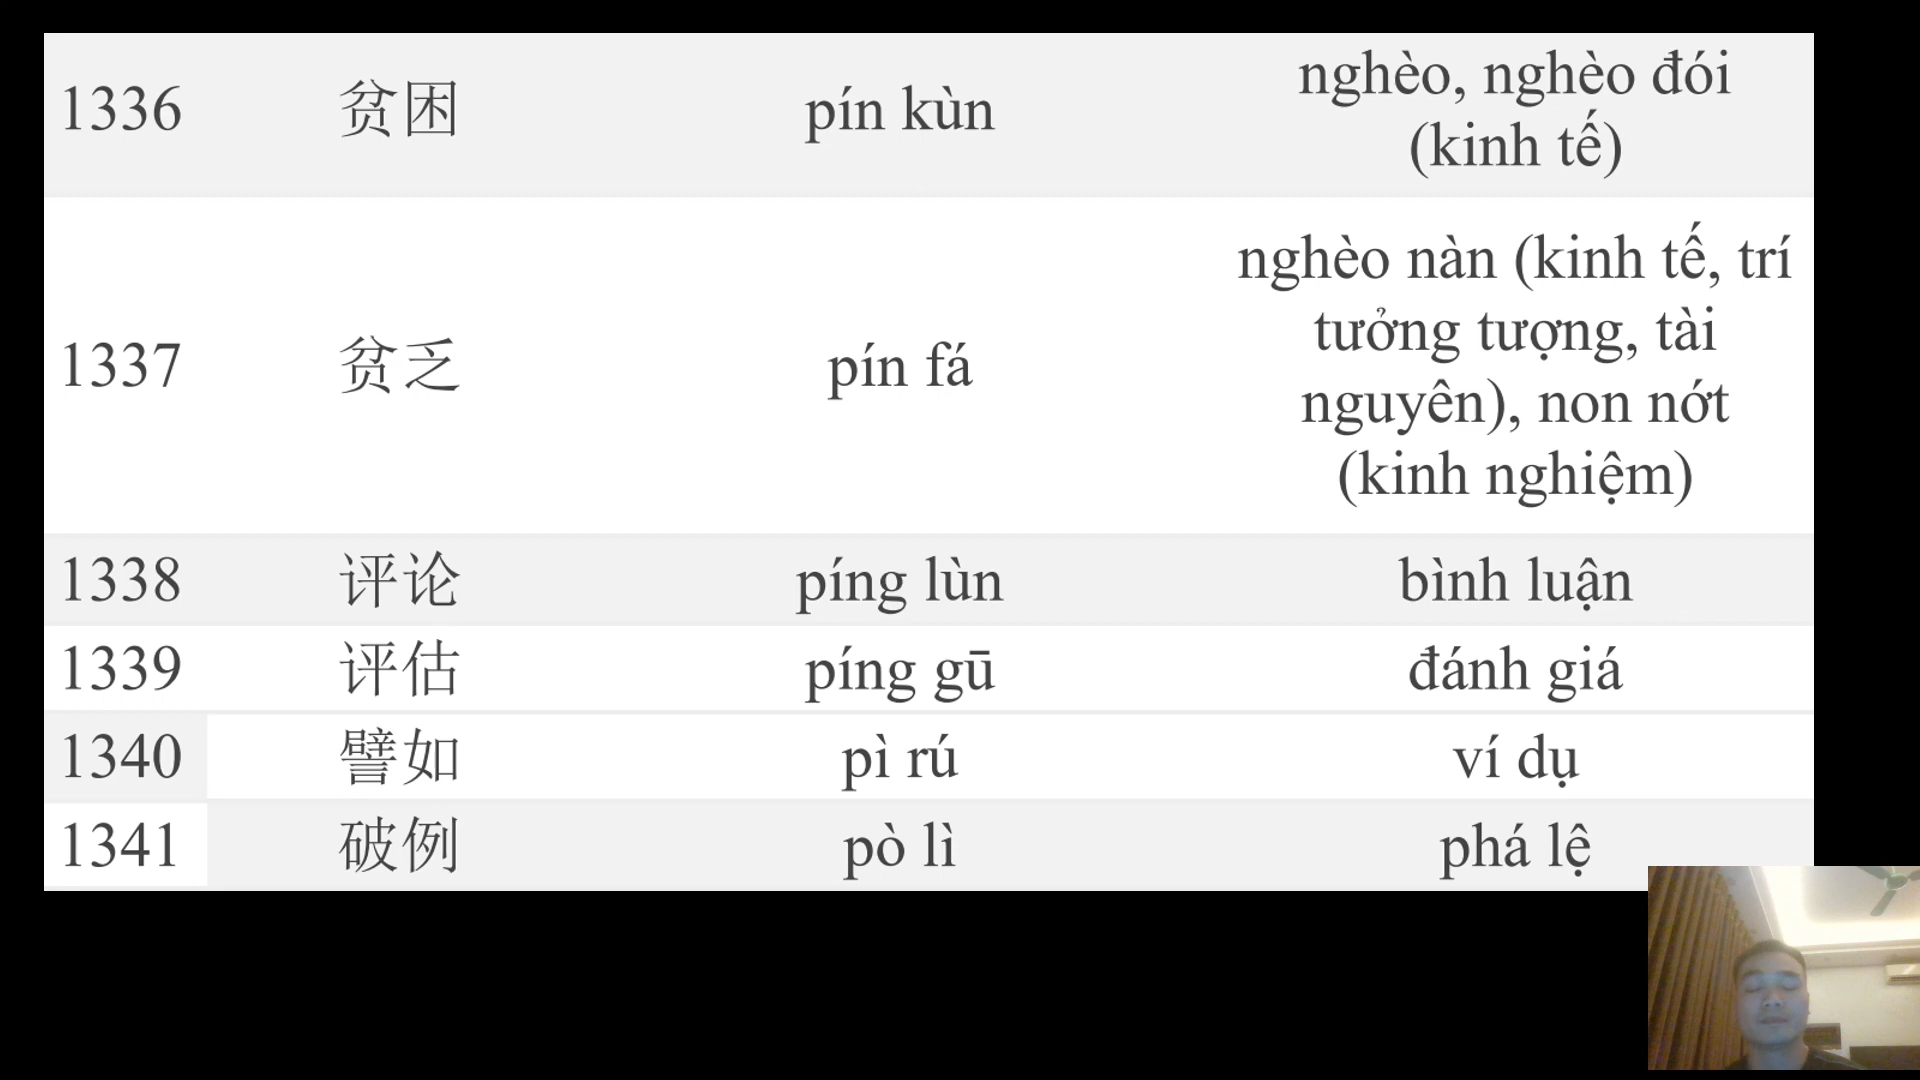 1336 贫困 pín kùn nghèo, nghèo đói
(kinh tế)
1337 贫乏 pín fá nghèo nàn (kinh tế, trí
tưởng tượng, tài
nguyên), non nớt
(kinh nghiệm)
1338 评论 píng lùn bình luận
1339 评估 píng gū đánh giá
1340 譬如 pì rú ví dụ
1341 破例 pò lì phá lệ